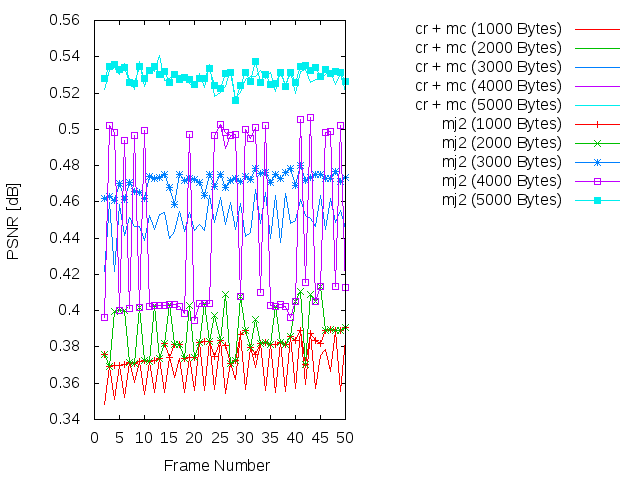 0.56
0.54
0.52
0.5
0.48
0.46
0.44
0.42
0.4
0.38
0.36
0.34
PSNR [dB]
0 5 10 15 20 25 30 35 40 45 50
Frame Number
cr + mc (1000 Bytes)
cr + mc (2000 Bytes)
cr + mc (3000 Bytes)
cr + mc (4000 Bytes)
cr + mc (5000 Bytes)
mj2 (1000 Bytes)
mj2 (2000 Bytes)
mj2 (3000 Bytes)
mj2 (4000 Bytes)
mj2 (5000 Bytes)